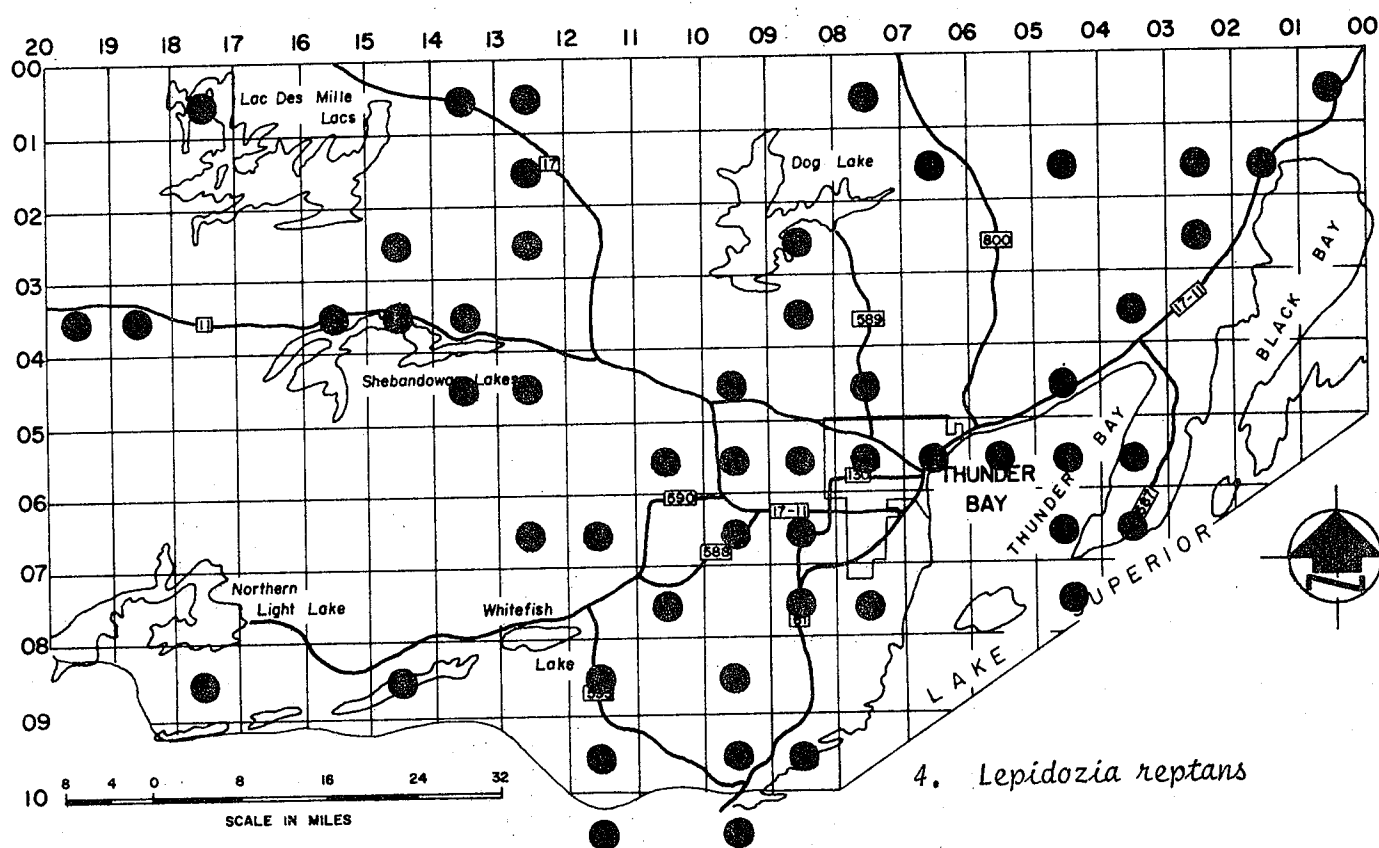 20 19 18 17 16 15 14 13 12 11 10 09 08 07 06 05 04 03 02 01 00
00
01
02
03
04
05
06
07
08
09
10
Lac Des Mille
Lacs
17
Dog Lake
800
BLACK BAY
11
589
17-11
Shebandowan Lakes
THUNDER BAY
130
THUNDER
BAY
590
17-11
587
588
LAKE SUPERIOR
N
Northern
Light Lake
Whitefish
Lake
61
593
8 4 0 8 16 24 32
SCALE IN MILES
4. Lepidozia reptans